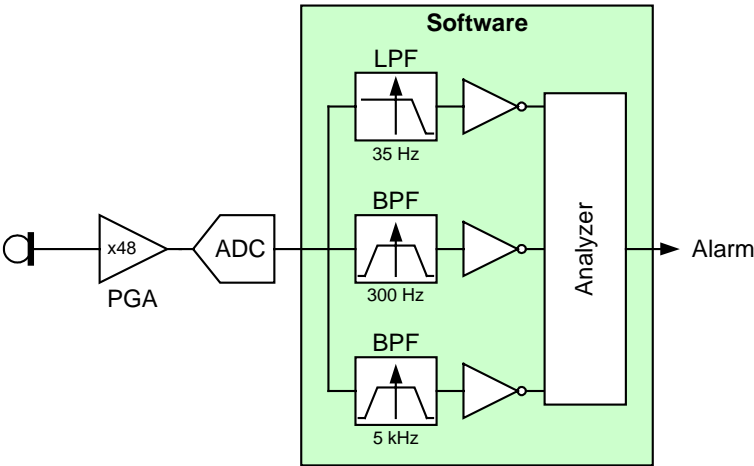 Software
LPF
35 Hz
BPF
300 Hz
BPF
5 kHz
x48
PGA
ADC
Analyzer
Alarm